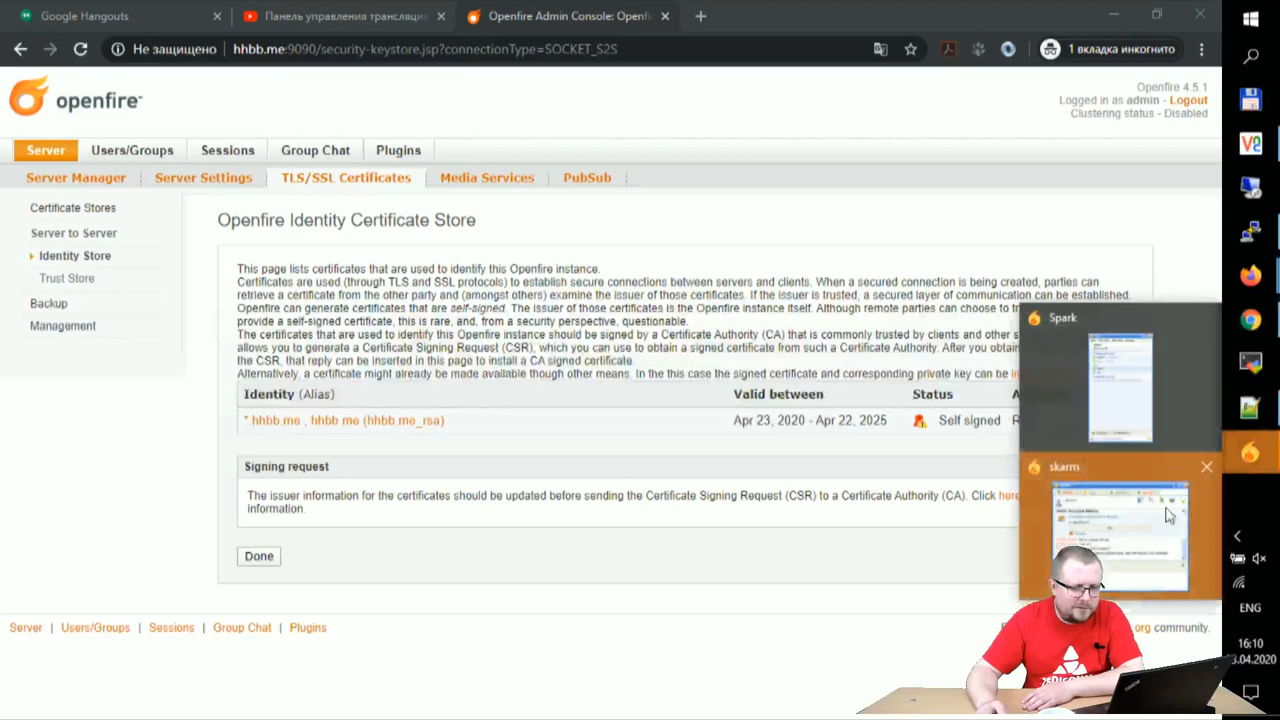 Google Hangouts
Панель управления трансляци
Openfire Admin Console: Openfi
Не защищено
hhbb.me:9090/security-keystore.jsp?connectionType=SOCKET_S2S
1 вкладка инкогнито
openfire
Openfire 4.5.1
Logged in as admin - Logout
Clustering status - Disabled
Server
Users/Groups
Sessions
Group Chat
Plugins
Server Manager
Server Settings
TLS/SSL Certificates
Media Services
PubSub
Certificate Stores
Server to Server
Identity Store
Trust Store
Backup
Management
Openfire Identity Certificate Store
This page lists certificates that are used to identify this Openfire instance.
Certificates are used (through TLS and SSL protocols) to establish secure connections between servers and clients. When a secured connection is being created, parties can
retrieve a certificate from the other party and (amongst others) examine the issuer of those certificates. If the issuer is trusted, a secured layer of communication can be established.
Openfire can generate certificates that are self-signed. The issuer of those certificates is the Openfire instance itself. Although remote parties can choose to
provide a self-signed certificate, this is rare, and, from a security perspective, questionable.
The certificates that are used to identify this Openfire instance should be signed by a Certificate Authority (CA) that is commonly trusted by clients and other
allows you to generate a Certificate Signing Request (CSR), which you can use to obtain a signed certificate from such a Certificate Authority. After you obtain
the CSR, that reply can be inserted in this page to install a CA signed certificate.
Alternatively, a certificate might already be made available though other means. In this case the signed certificate and corresponding private key can be
Identity (Alias)
Valid between
Status
*.hhbb.me , hhbb.me (hhbb.me_rsa)
Apr 23, 2020 - Apr 22, 2025
Self signed
Signing request
The issuer information for the certificates should be updated before sending the Certificate Signing Request (CSR) to a Certificate Authority (CA). Click here
information.
Done
Server
Users/Groups
Sessions
Group Chat
Plugins
org community.
Spark
skarm
ENG
16:10
3.04.2020